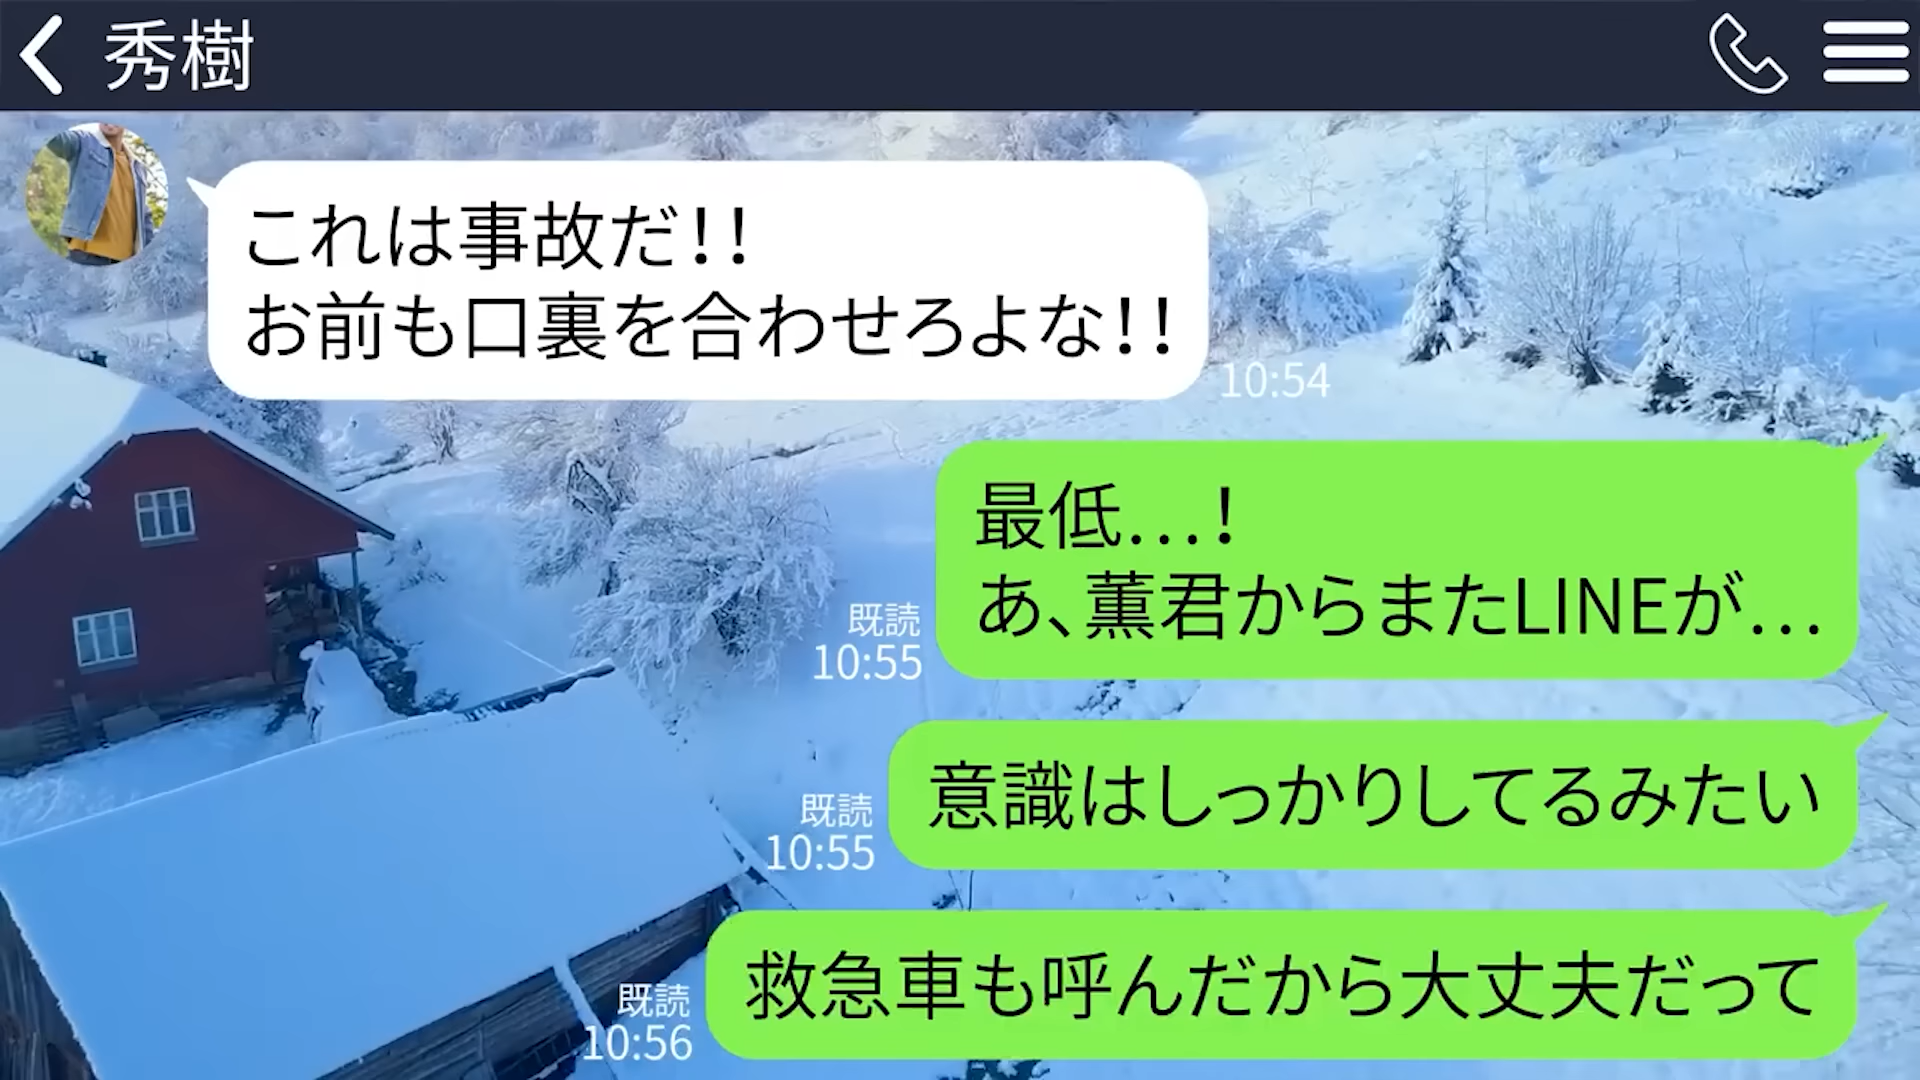 秀樹
これは事故だ!!
お前も口裏を合わせろよな!!
10:54
最低…!
あ、薫君からまたLINEが…
既読
10:55
意識はしっかりしてるみたい
既読
10:55
救急車も呼んだから大丈夫だって
既読
10:56